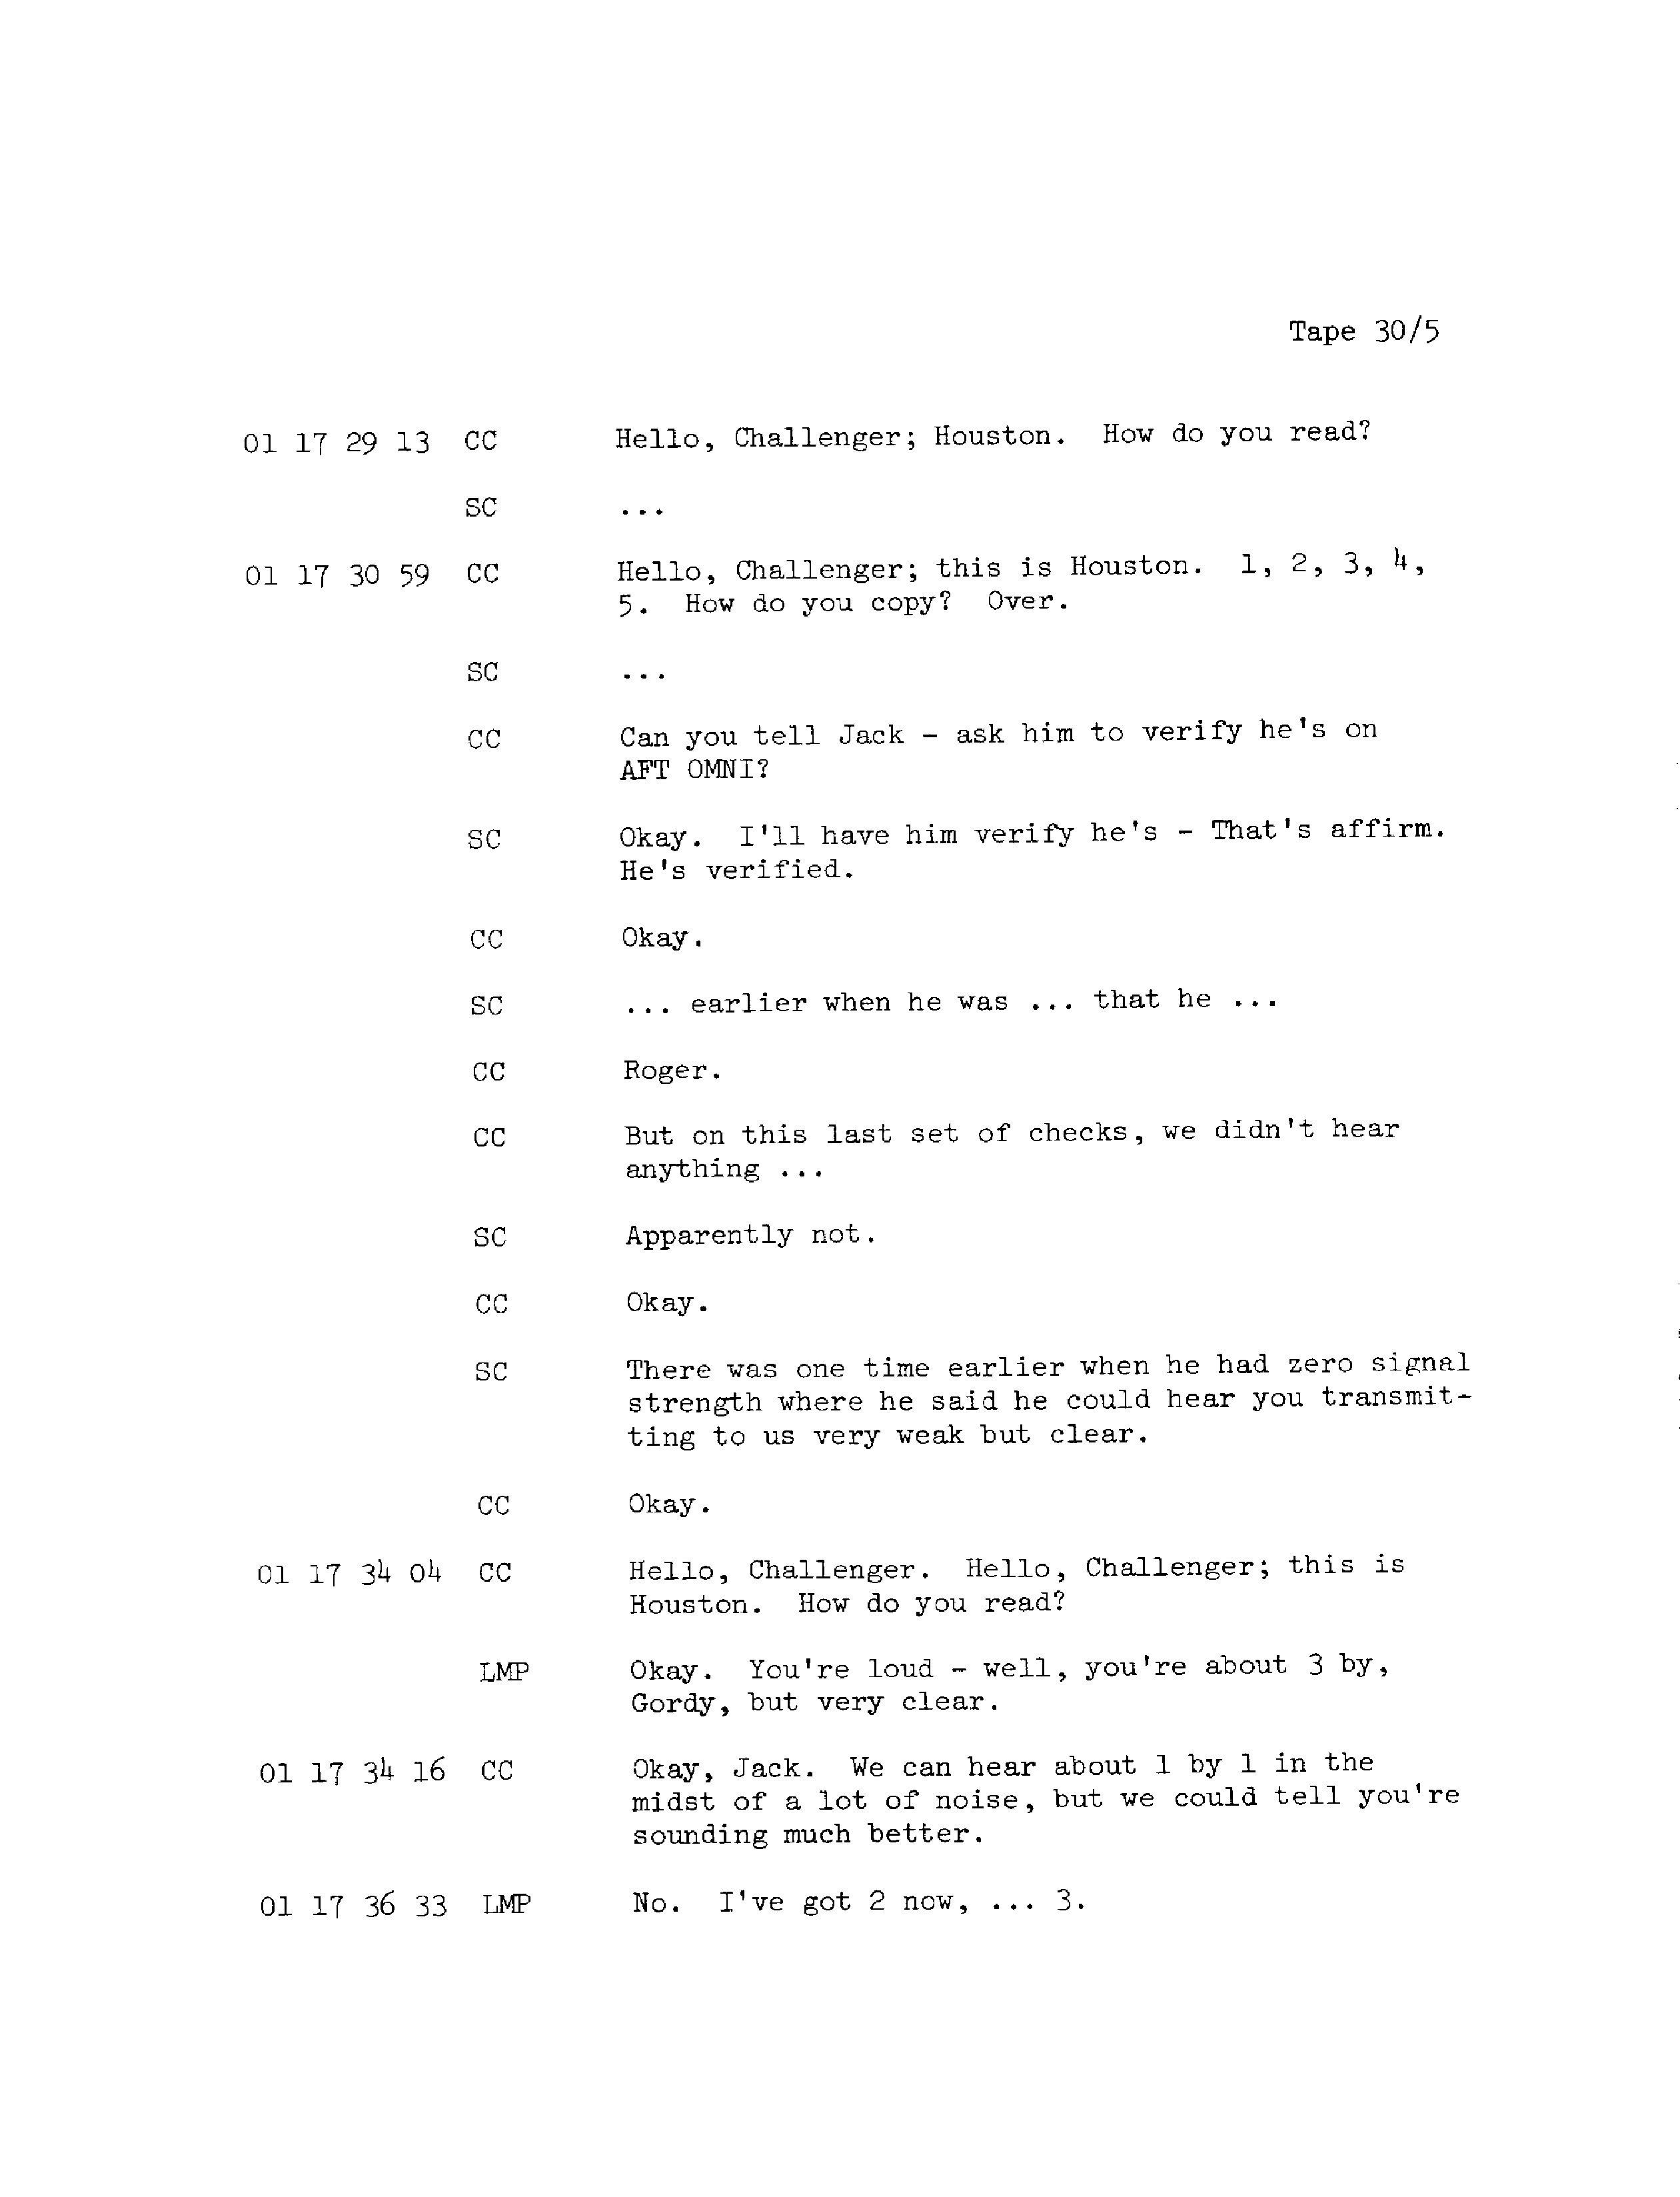 Tape 30/5
01 17 29 13 CC Hello, Challenger; Houston. How do you read?
SC ...
01 17 30 59 CC Hello, Challenger; this is Houston. 1, 2, 3, 4,
5. How do you copy? Over.
SC ...
CC Can you tell Jack - ask him to verify he's on
AFT OMNI?
SC Okay. I'll have him verify he's - That's affirm.
He's verified.
CC Okay.
SC ... earlier when he was ... that he ...
CC Roger.
CC But on this last set of checks, we didn't hear
anything ...
SC Apparently not.
CC Okay.
SC There was one time earlier when he had zero signal
strength where he said he could hear you transmit-
ting to us very weak but clear.
CC Okay.
01 17 34 04 CC Hello, Challenger. Hello, Challenger; this is
Houston. How do you read?
LMP Okay. You're loud - well, you're about 3 by,
Gordy, but very clear.
01 17 34 16 CC Okay, Jack. We can hear about 1 by 1 in the
midst of a lot of noise, but we could tell you're
sounding much better.
01 17 36 33 LMP No. I've got 2 now, ... 3.